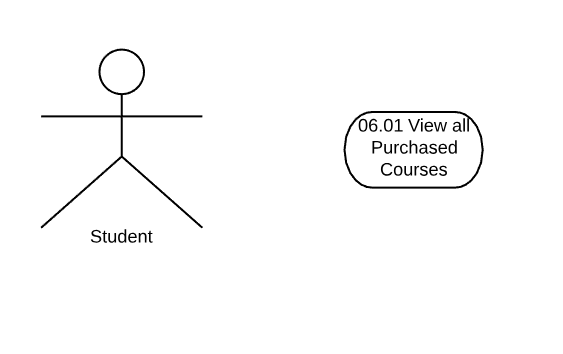 06.01 View all
Purchased
Courses
Student